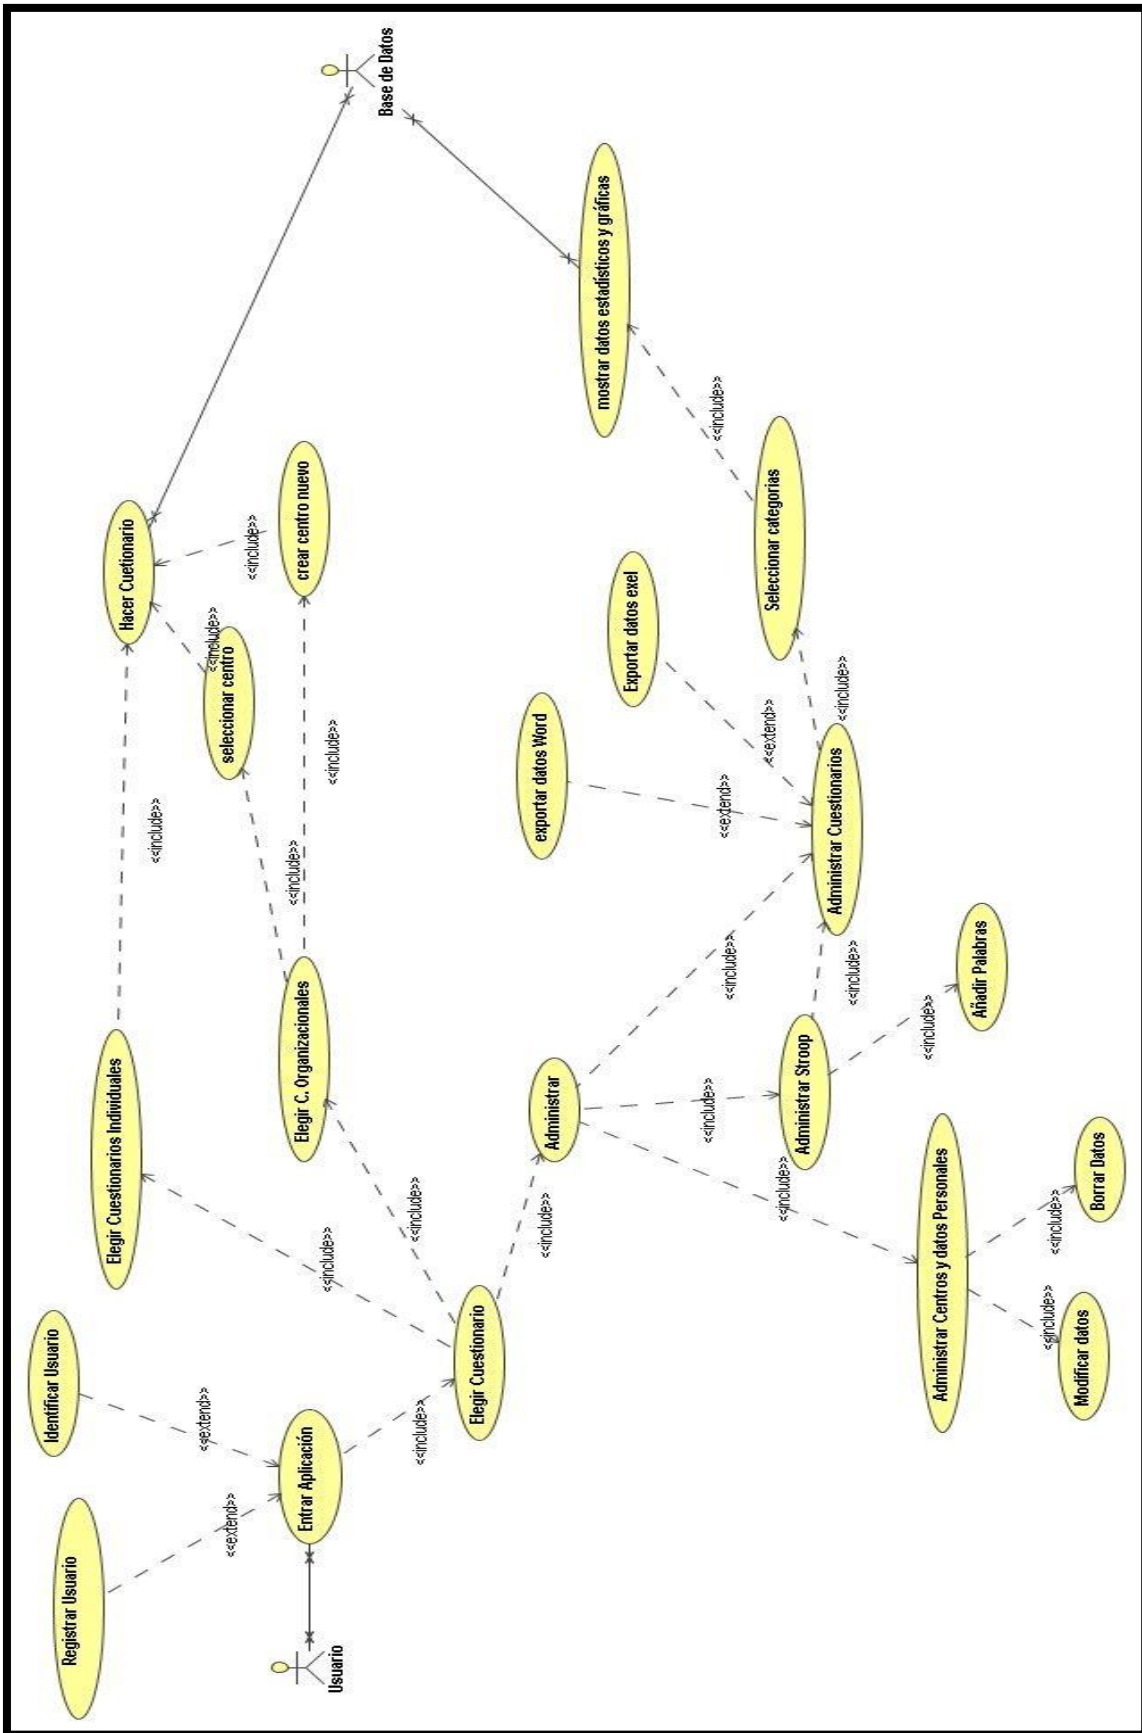 Registrar Usuario
Identificar Usuario
<<extend>>
<<extend>>
Usuario
Entrar Aplicación
<<include>>
Elegir Cuestionario
<<include>>
<<include>>
<<include>>
Elegir Cuestionarios Individuales
<<include>>
Elegir C. Organizacionales
<<include>>
<<include>>
seleccionar centro
<<include>>
crear centro nuevo
<<include>>
Hacer Cuetionario
Base de Datos
Administrar
<<include>>
<<include>>
<<include>>
Administrar Centros y datos Personales
<<include>>
<<include>>
Modificar datos
Borrar Datos
Administrar Stroop
<<include>>
<<include>>
Añadir Palabras
Administrar Cuestionarios
exportar datos Word
<<extend>>
Exportar datos exel
<<extend>>
<<include>>
Seleccionar categorias
<<include>>
mostrar datos estadísticos y gráficas